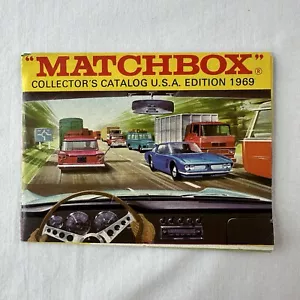 "MATCHBOX"®
COLLECTOR'S CATALOG U.S.A. EDITION 1969